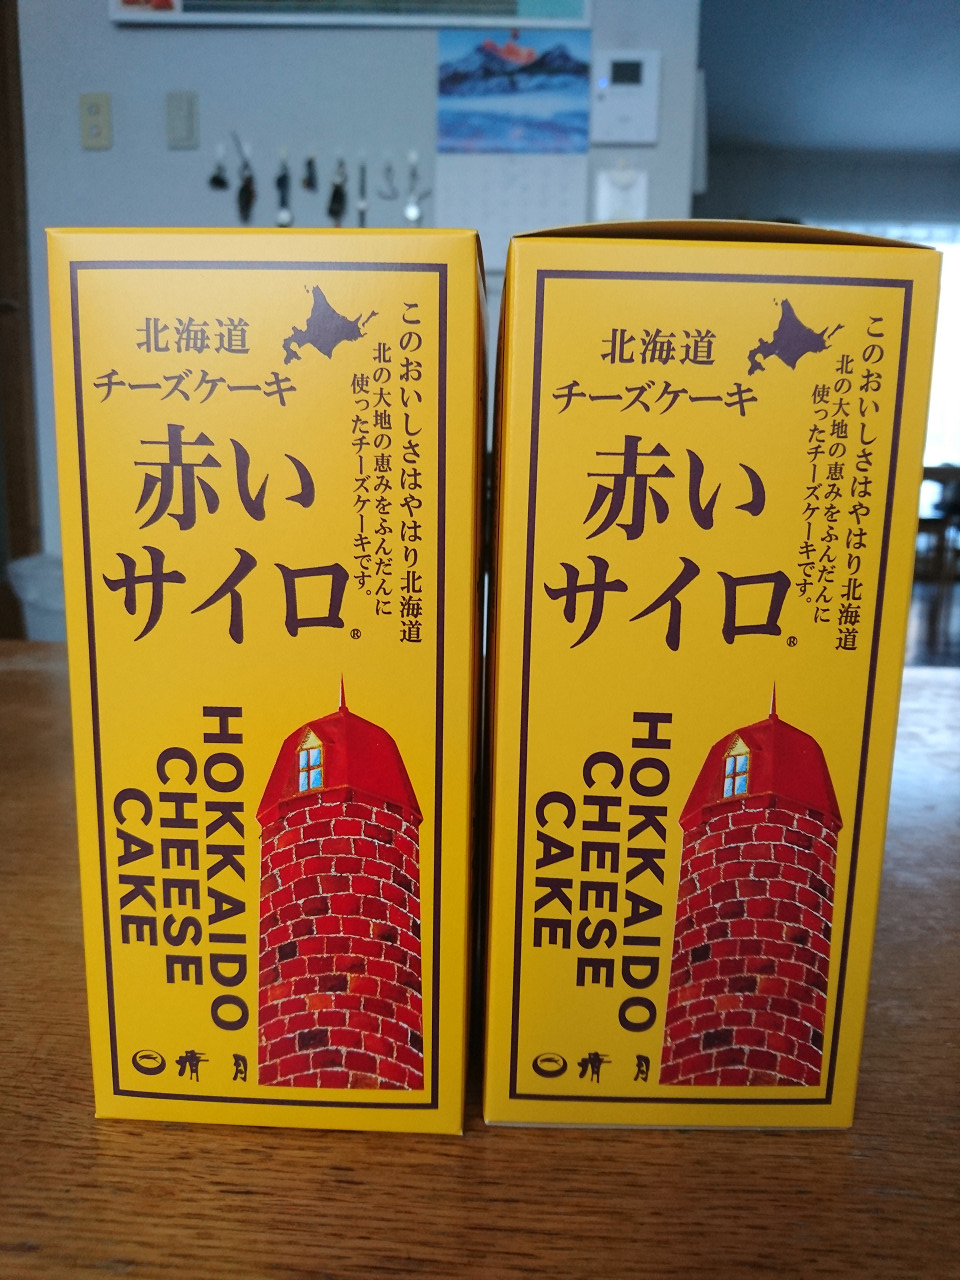 北海道
チーズケーキ
赤い
サイロ®
このおいしさはやはり北海道
北の大地の恵みをふんだんに
使ったチーズケーキです。
HOKKAIDO
CHEESE
CAKE
清月
北海道
チーズケーキ
赤い
サイロ®
このおいしさはやはり北海道
北の大地の恵みをふんだんに
使ったチーズケーキです。
HOKKAIDO
CHEESE
CAKE
清月